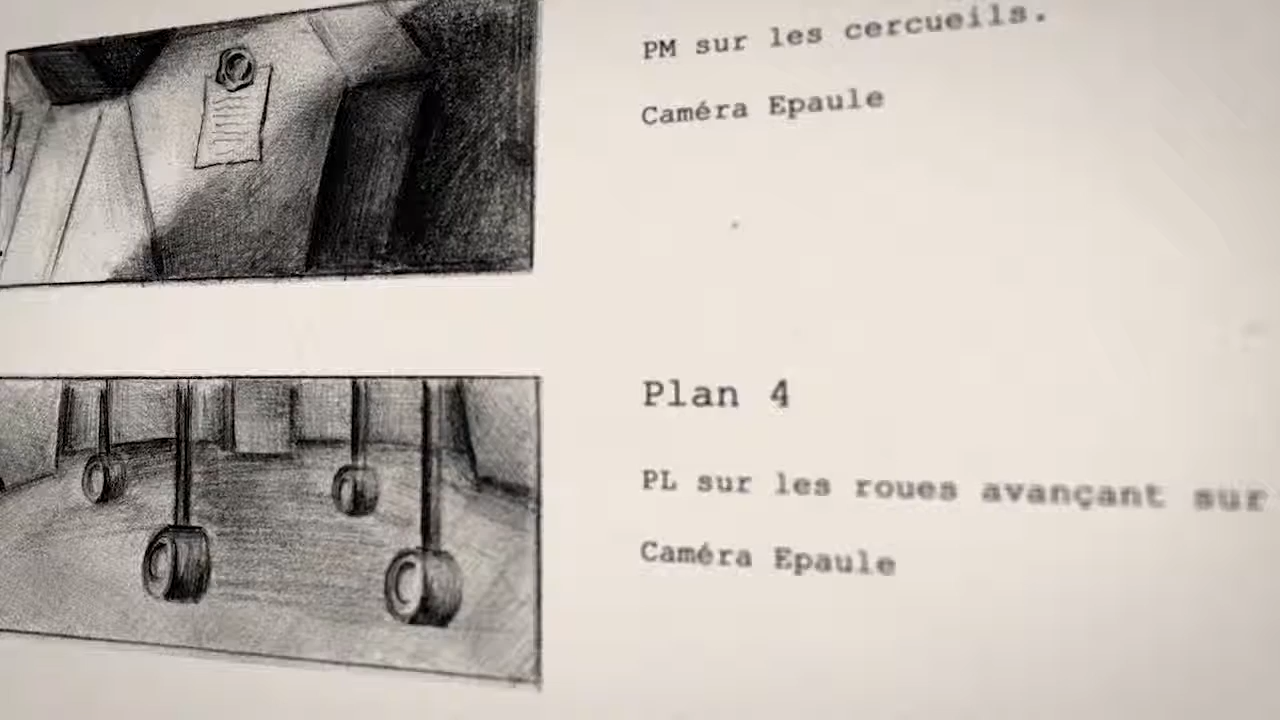 PM sur les cercueils.
Caméra Epaule
Plan 4
PL sur les roues avançant sur
Caméra Epaule